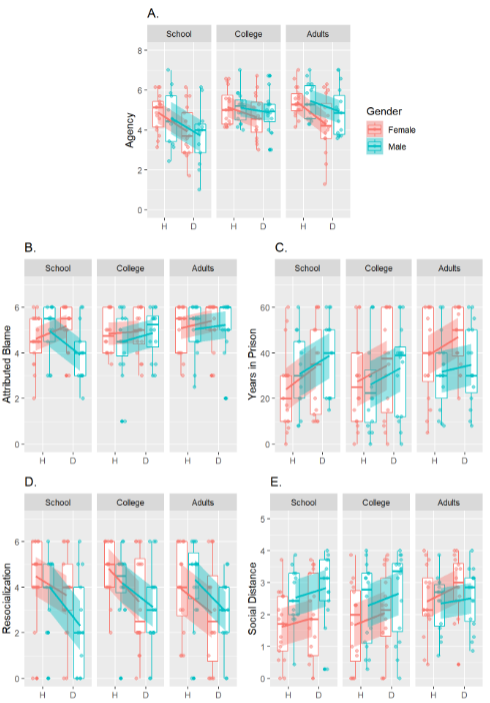 A.
School College Adults
8
6
4
2
0
Agency
H D H D H D
Gender
Female
Male
B.
School College Adults
6
4
2
0
Attributed Blame
H D H D H D
C.
School College Adults
60
40
20
0
Years in Prison
H D H D H D
D.
School College Adults
6
4
2
0
Resocialization
H D H D H D
E.
School College Adults
5
4
3
2
1
0
Social Distance
H D H D H D